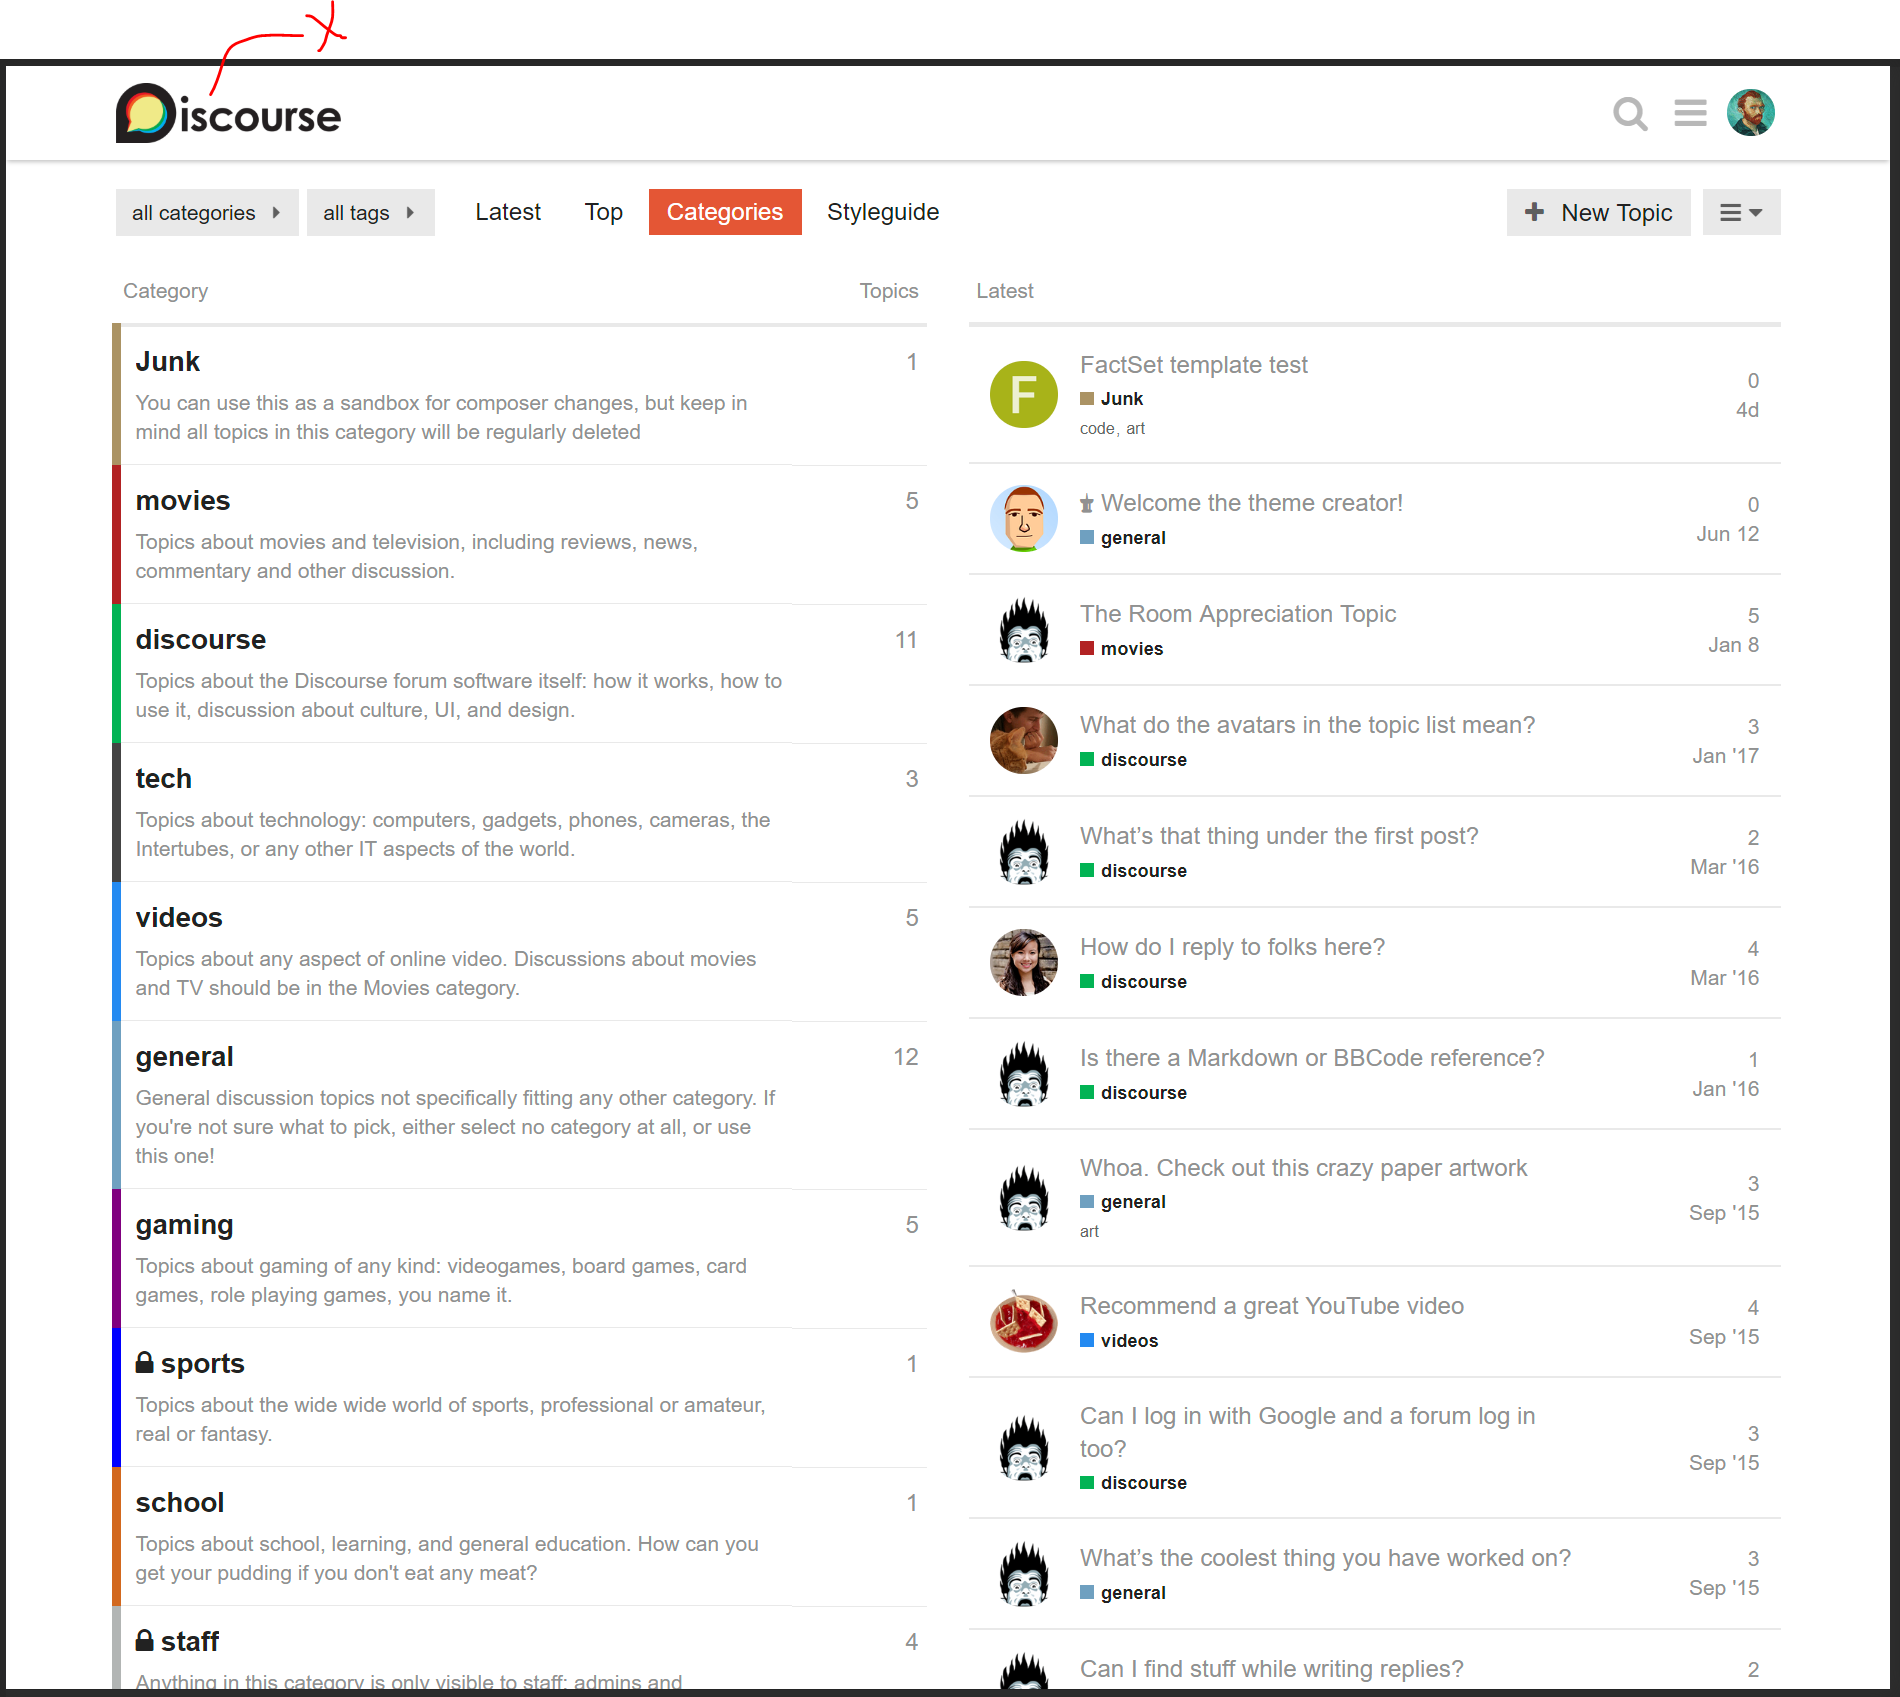 x
Discourse
all categories
all tags
Latest
Top
Categories
Styleguide
New Topic
Category Topics
Junk 1
You can use this as a sandbox for composer changes, but keep in
mind all topics in this category will be regularly deleted
movies 5
Topics about movies and television, including reviews, news,
commentary and other discussion.
discourse 11
Topics about the Discourse forum software itself: how it works, how to
use it, discussion about culture, UI, and design.
tech 3
Topics about technology: computers, gadgets, phones, cameras, the
Intertubes, or any other IT aspects of the world.
videos 5
Topics about any aspect of online video. Discussions about movies
and TV should be in the Movies category.
general 12
General discussion topics not specifically fitting any other category. If
you're not sure what to pick, either select no category at all, or use
this one!
gaming 5
Topics about gaming of any kind: videogames, board games, card
games, role playing games, you name it.
sports 1
Topics about the wide wide world of sports, professional or amateur,
real or fantasy.
school 1
Topics about school, learning, and general education. How can you
get your pudding if you don't eat any meat?
staff 4
Anything in this category is only visible to staff: admins and
Latest
F
FactSet template test
Junk
code, art
0
4d
Welcome the theme creator!
general
0
Jun 12
The Room Appreciation Topic
movies
5
Jan 8
What do the avatars in the topic list mean?
discourse
3
Jan '17
What’s that thing under the first post?
discourse
2
Mar '16
How do I reply to folks here?
discourse
4
Mar '16
Is there a Markdown or BBCode reference?
discourse
1
Jan '16
Whoa. Check out this crazy paper artwork
general
art
3
Sep '15
Recommend a great YouTube video
videos
4
Sep '15
Can I log in with Google and a forum log in
too?
discourse
3
Sep '15
What’s the coolest thing you have worked on?
general
3
Sep '15
Can I find stuff while writing replies?
2